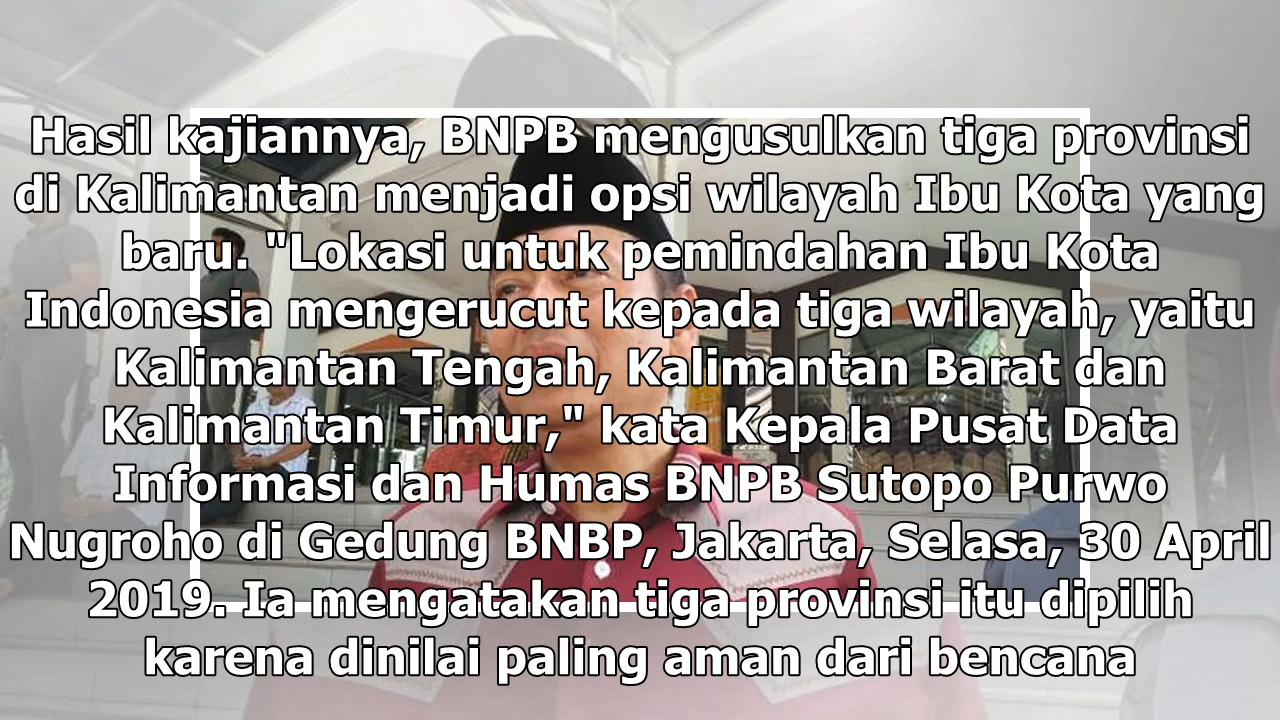 Hasil kajiannya, BNPB mengusulkan tiga provinsi
di Kalimantan menjadi opsi wilayah Ibu Kota yang
baru. "Lokasi untuk pemindahan Ibu Kota
Indonesia mengerucut kepada tiga wilayah, yaitu
Kalimantan Tengah, Kalimantan Barat dan
Kalimantan Timur," kata Kepala Pusat Data
Informasi dan Humas BNPB Sutopo Purwo
Nugroho di Gedung BNBP, Jakarta, Selasa, 30 April
2019. Ia mengatakan tiga provinsi itu dipilih
karena dinilai paling aman dari bencana